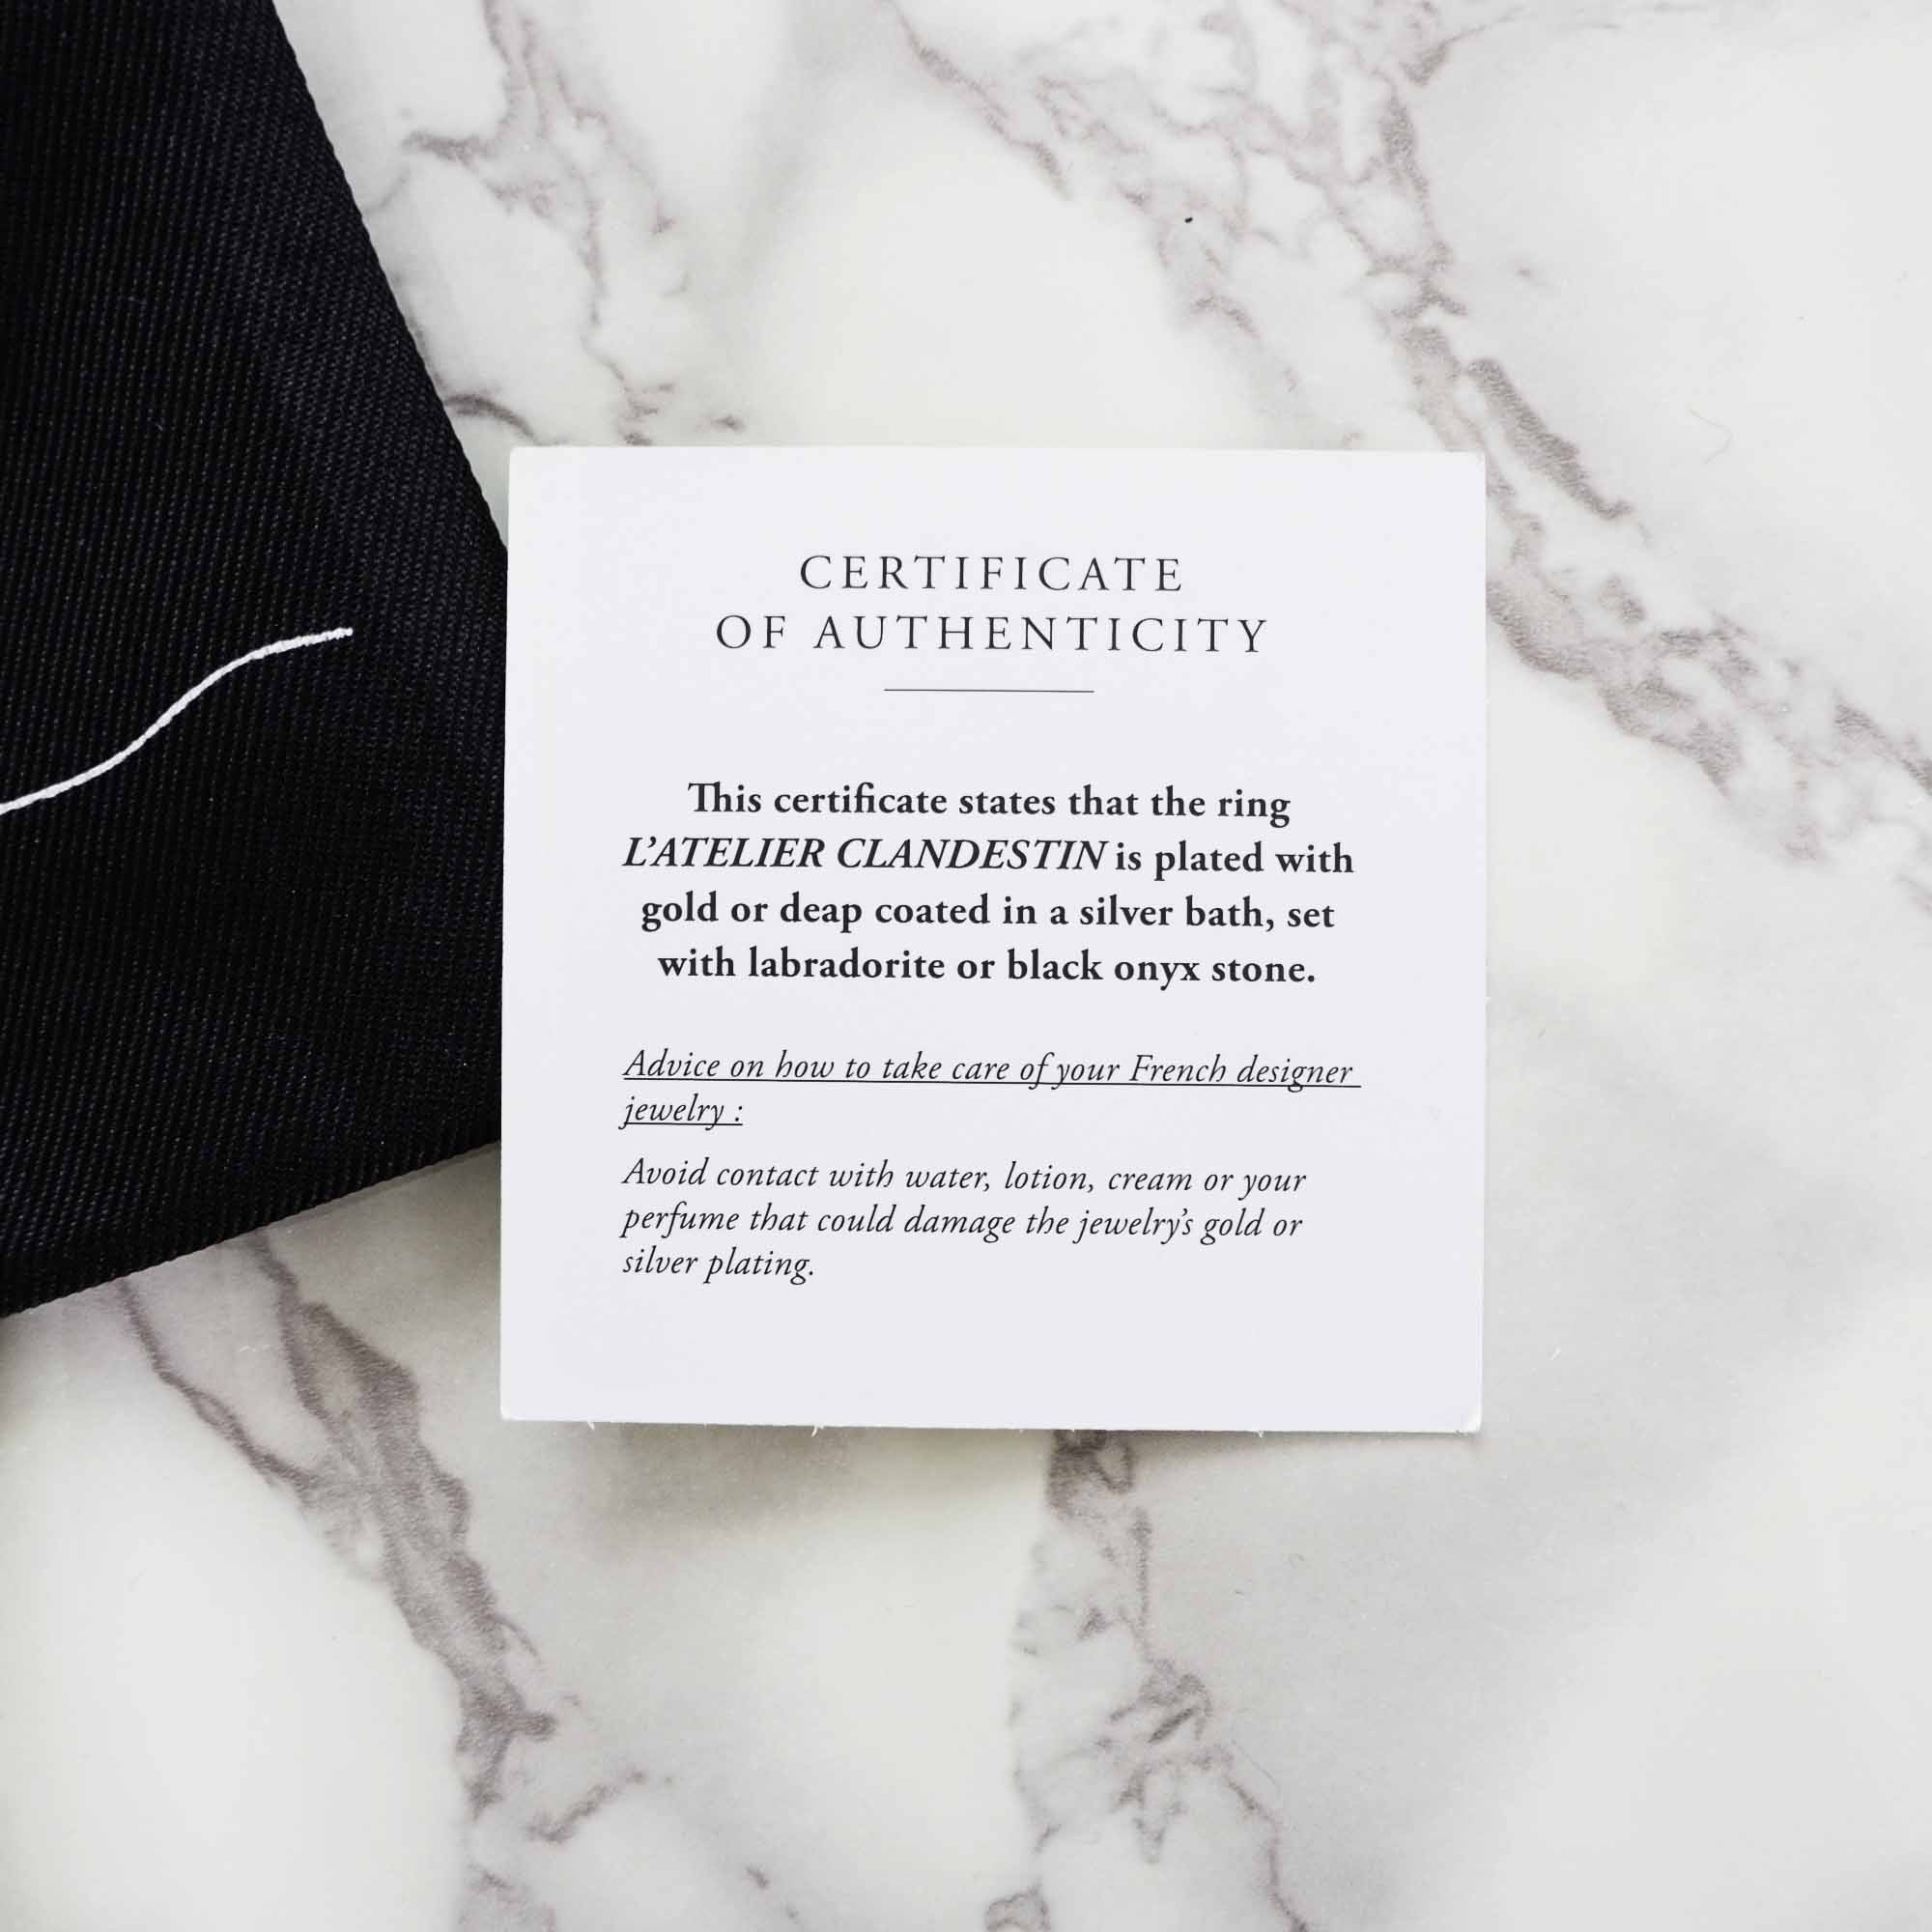 CERTIFICATE
OF AUTHENTICITY
This certificate states that the ring
L’ATELIER CLANDESTIN is plated with
gold or deap coated in a silver bath, set
with labradorite or black onyx stone.
Advice on how to take care of your French designer
jewelry :
Avoid contact with water, lotion, cream or your
perfume that could damage the jewelry’s gold or
silver plating.